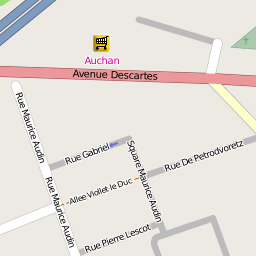 Auchan
Avenue Descartes
Rue Maurice Audin
Rue Gabriel
Square Maurice Audin
Rue De Petrodvoretz
Rue Maurice Audin
Allee Viollet le Duc
Rue Pierre Lescot